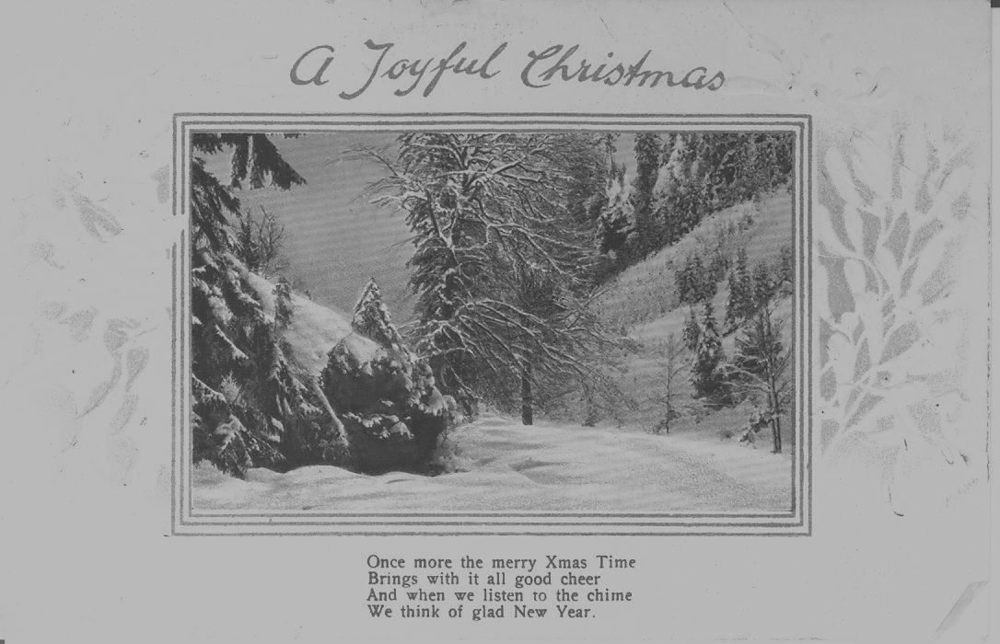 A Joyful Christmas
Once more the merry Xmas Time
Brings with it all good cheer
And when we listen to the chime
We think of glad New Year.